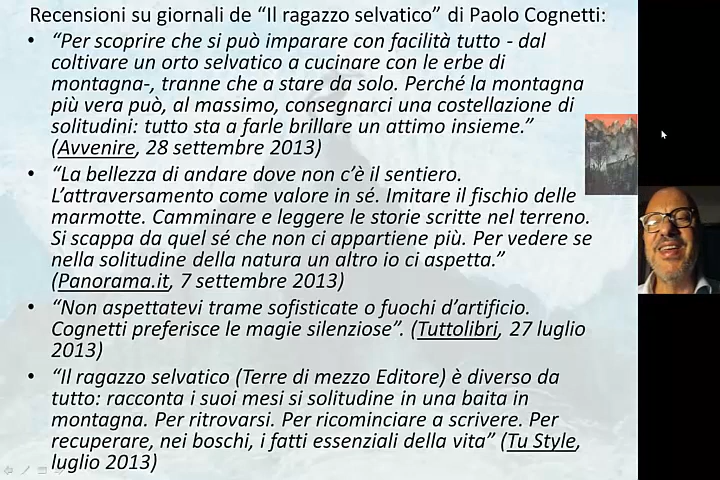 Recensioni su giornali de “Il ragazzo selvatico” di Paolo Cognetti:
• “Per scoprire che si può imparare con facilità tutto - dal
coltivare un orto selvatico a cucinare con le erbe di
montagna-, tranne che a stare da solo. Perché la montagna
più vera può, al massimo, consegnarci una costellazione di
solitudini: tutto sta a farle brillare un attimo insieme.”
(Avvenire, 28 settembre 2013)
• “La bellezza di andare dove non c’è il sentiero.
L’attraversamento come valore in sé. Imitare il fischio delle
marmotte. Camminare e leggere le storie scritte nel terreno.
Si scappa da quel sé che non ci appartiene più. Per vedere se
nella solitudine della natura un altro io ci aspetta.”
(Panorama.it, 7 settembre 2013)
• “Non aspettatevi trame sofisticate o fuochi d’artificio.
Cognetti preferisce le magie silenziose”. (Tuttolibri, 27 luglio
2013)
• “Il ragazzo selvatico (Terre di mezzo Editore) è diverso da
tutto: racconta i suoi mesi si solitudine in una baita in
montagna. Per ritrovarsi. Per ricominciare a scrivere. Per
recuperare, nei boschi, i fatti essenziali della vita” (Tu Style,
luglio 2013)